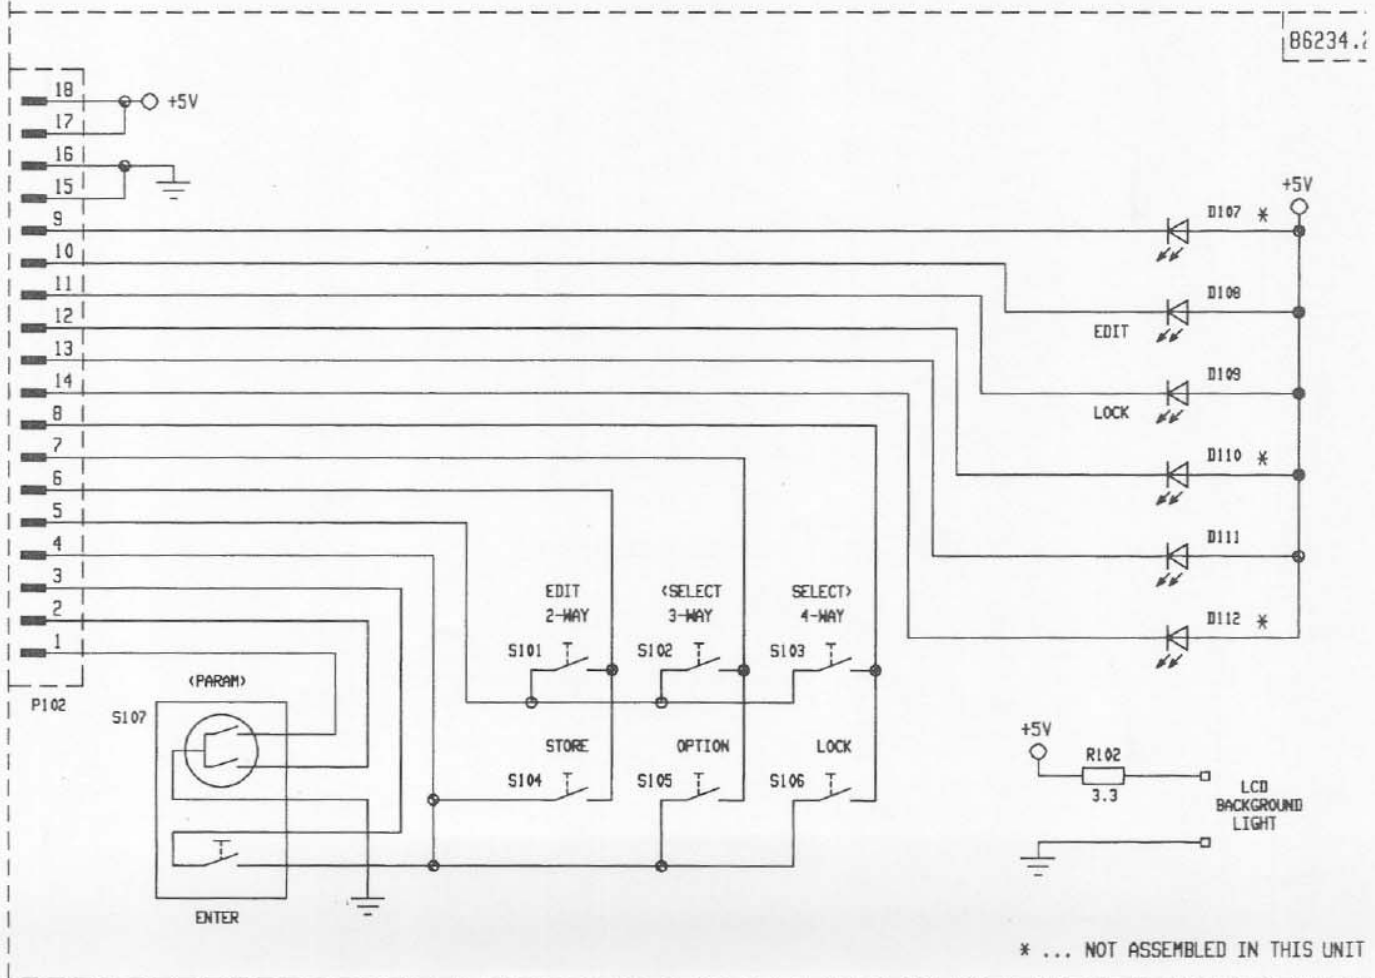 B6234.
18
+5V
17
16
15
+5V
9
D107 *
10
11
D108
12
EDIT
13
D109
14
LOCK
8
7
D110 *
6
5
D111
4
EDIT
2-WAY
<SELECT
3-WAY
SELECT>
4-WAY
3
2
D112 *
1
S101
S102
S103
<PARAM>
P102
S107
STORE
OPTION
LOCK
+5V
R102
S104
S105
S106
3.3
LCD
BACKGROUND
LIGHT
ENTER
* ... NOT ASSEMBLED IN THIS UNIT